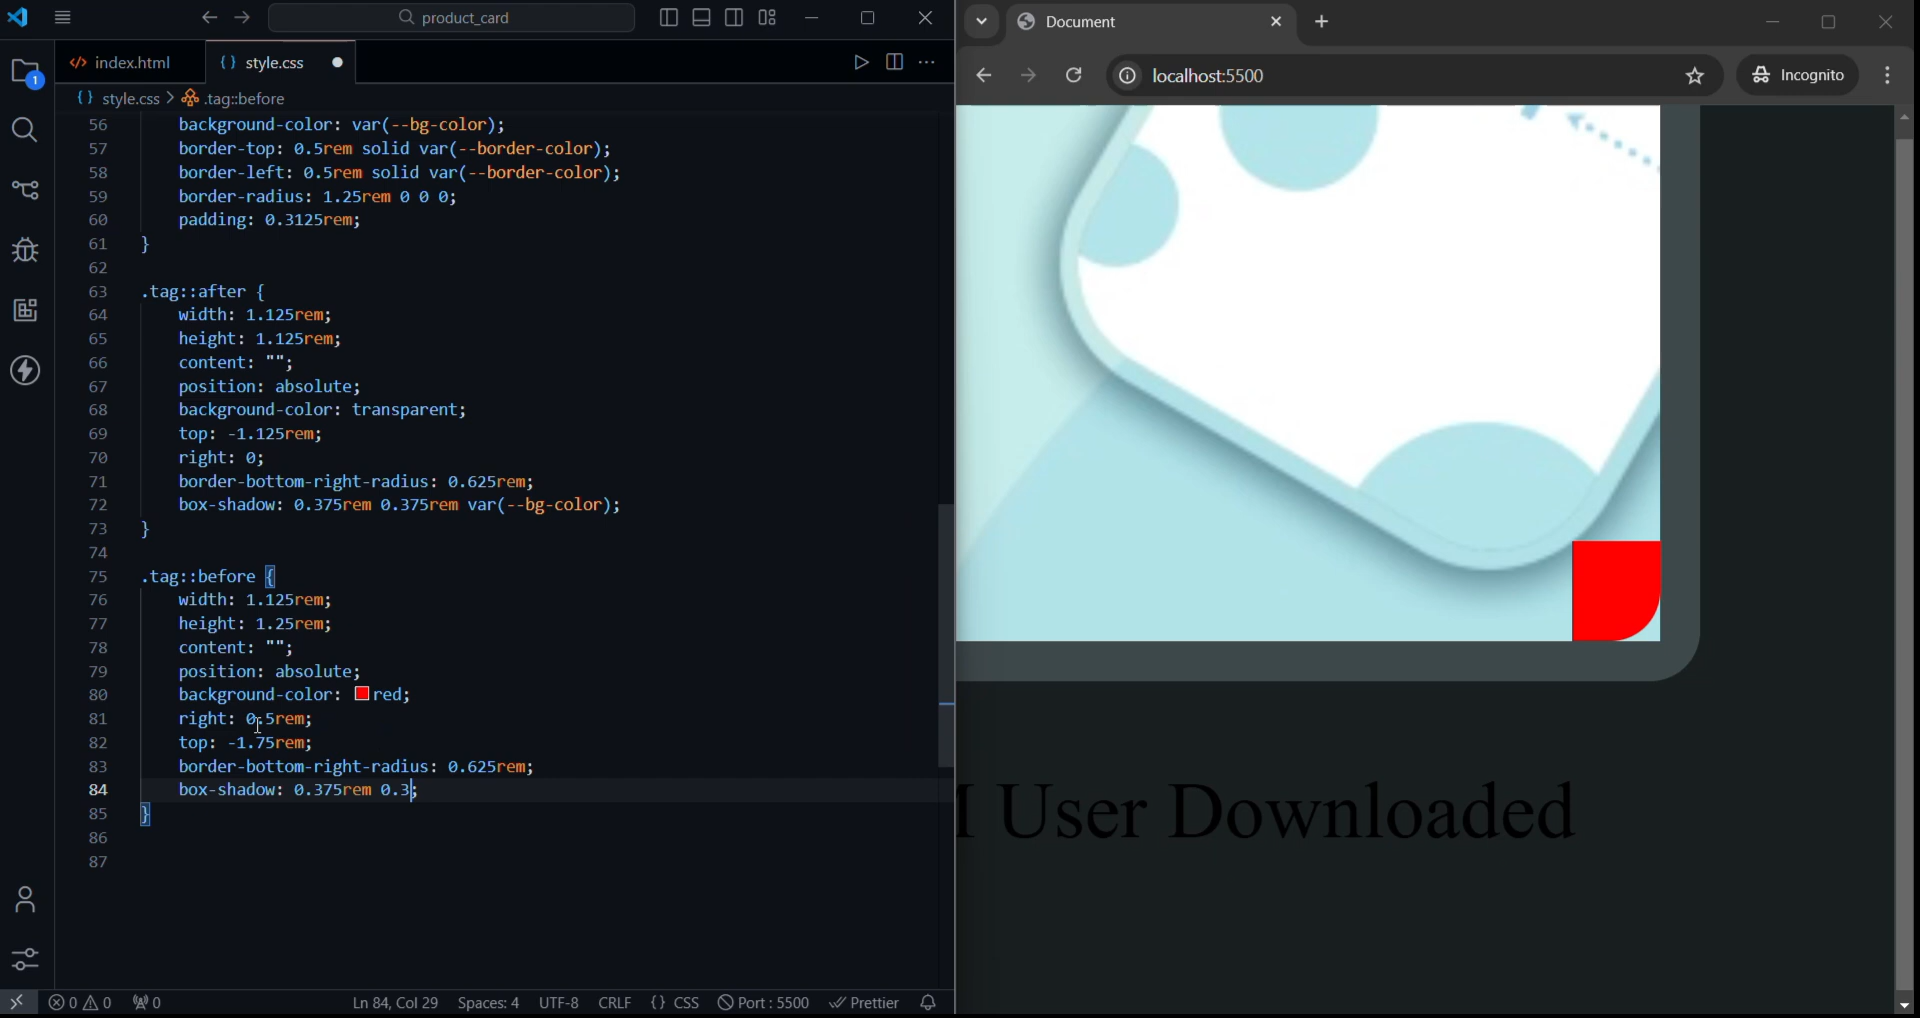 product_card
index.html
style.css
style.css > .tag::before
56 background-color: var(--bg-color);
57 border-top: 0.5rem solid var(--border-color);
58 border-left: 0.5rem solid var(--border-color);
59 border-radius: 1.25rem 0 0 0;
60 padding: 0.3125rem;
61 }
62
63 .tag::after {
64 width: 1.125rem;
65 height: 1.125rem;
66 content: "";
67 position: absolute;
68 background-color: transparent;
69 top: -1.125rem;
70 right: 0;
71 border-bottom-right-radius: 0.625rem;
72 box-shadow: 0.375rem 0.375rem var(--bg-color);
73 }
74
75 .tag::before {
76 width: 1.125rem;
77 height: 1.25rem;
78 content: "";
79 position: absolute;
80 background-color: red;
81 right: 0.5rem;
82 top: -1.75rem;
83 border-bottom-right-radius: 0.625rem;
84 box-shadow: 0.375rem 0.3;
85 }
86
87
1
0 0 0 Ln 84, Col 29 Spaces: 4 UTF-8 CRLF {} CSS Port : 5500 Prettier
Document
localhost:5500
Incognito
User Downloaded